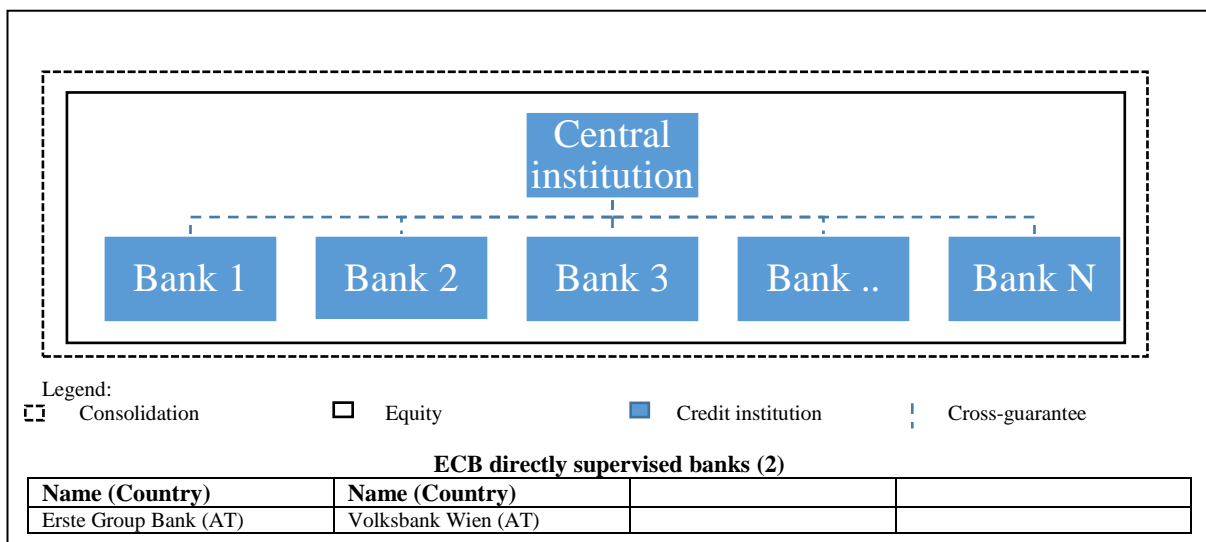 Central
institution
Bank 1 Bank 2 Bank 3 Bank .. Bank N
Legend:
Consolidation Equity Credit institution Cross-guarantee
ECB directly supervised banks (2)
Name (Country) Name (Country)
Erste Group Bank (AT) Volksbank Wien (AT)